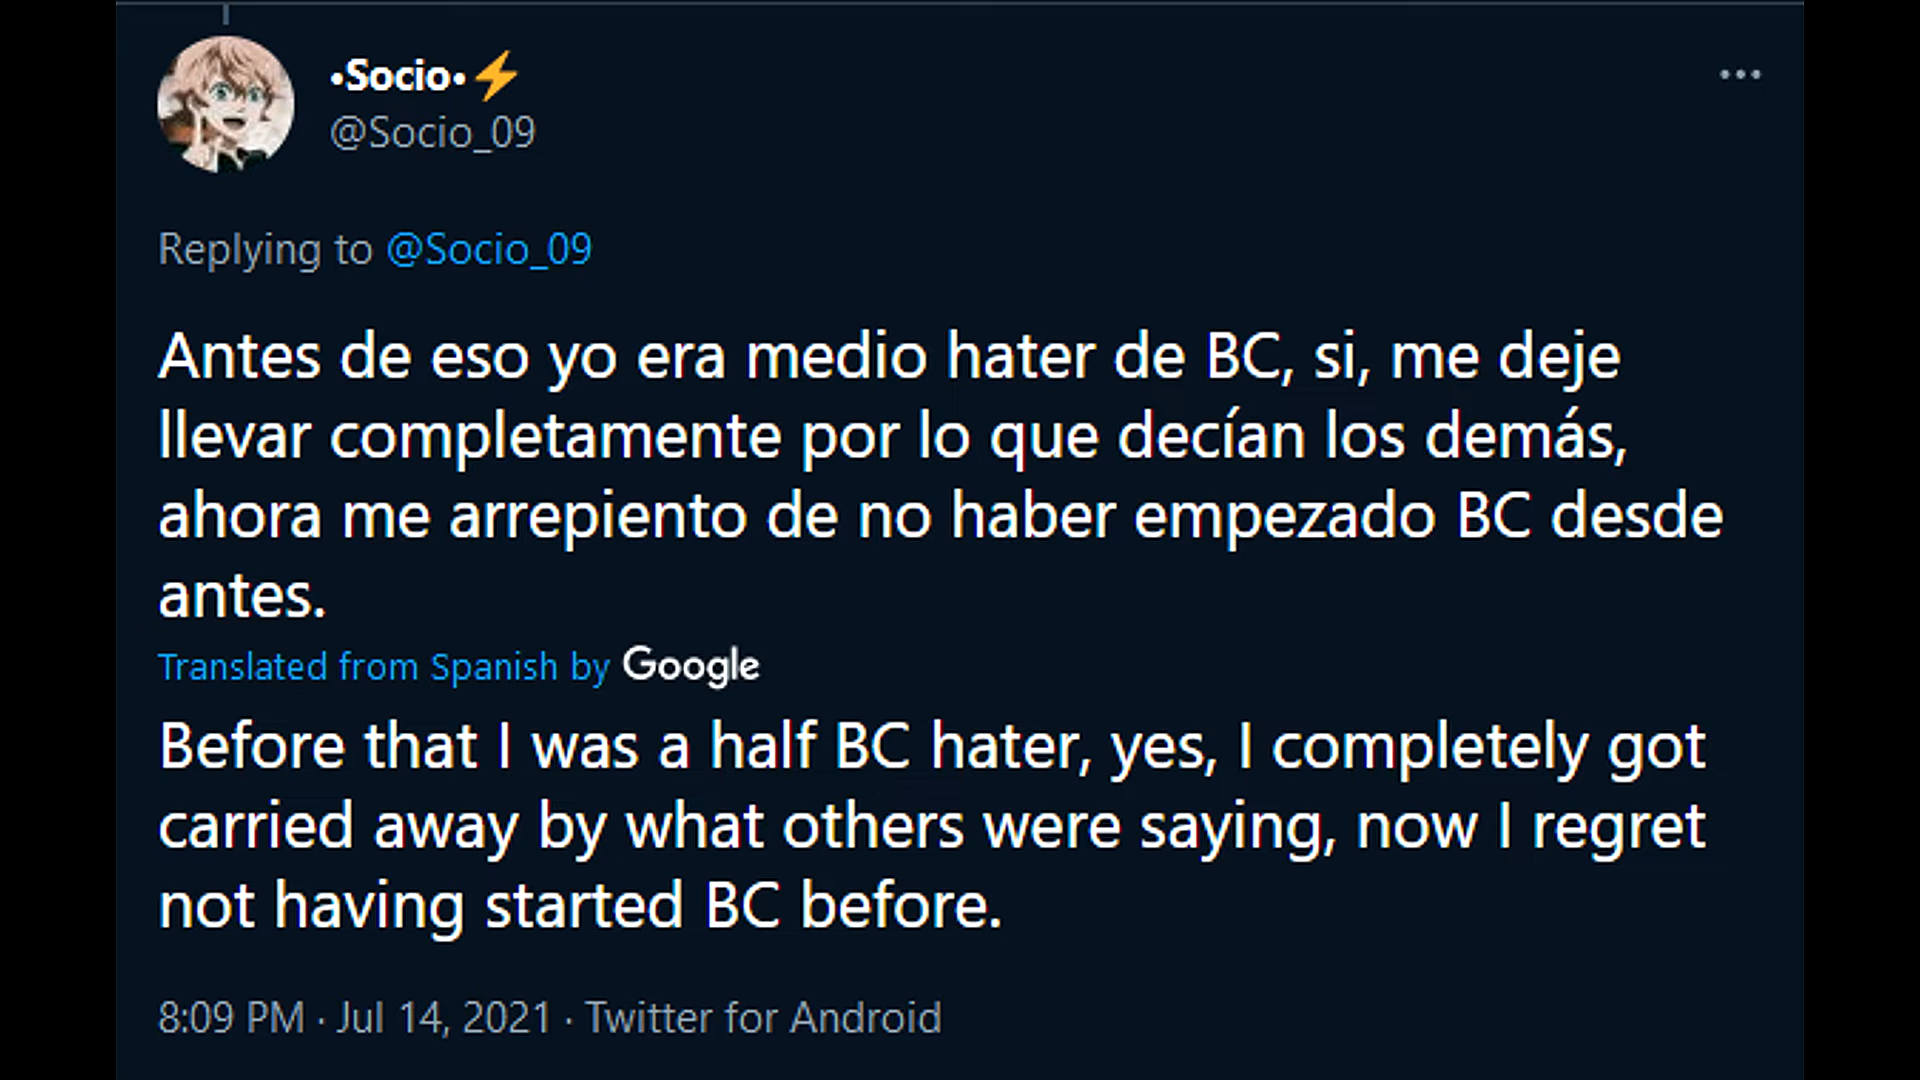 •Socio•⚡
@Socio_09
Replying to @Socio_09
Antes de eso yo era medio hater de BC, si, me deje
llevar completamente por lo que decían los demás,
ahora me arrepiento de no haber empezado BC desde
antes.
Translated from Spanish by Google
Before that I was a half BC hater, yes, I completely got
carried away by what others were saying, now I regret
not having started BC before.
8:09 PM · Jul 14, 2021 · Twitter for Android